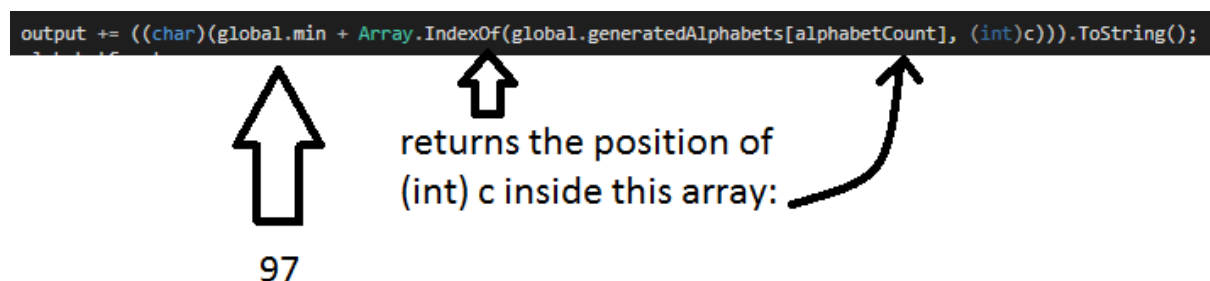 output += ((char)(global.min + Array.IndexOf(global.generatedAlphabets[alphabetCount], (int)c))).ToString();
returns the position of
(int) c inside this array:
97